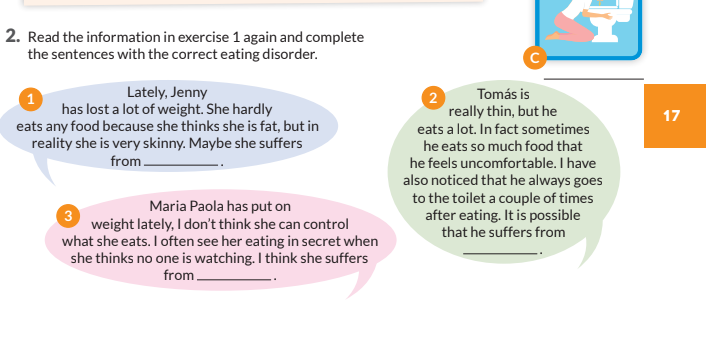 2. Read the information in exercise 1 again and complete
the sentences with the correct eating disorder.
C
1
Lately, Jenny
has lost a lot of weight. She hardly
eats any food because she thinks she is fat, but in
reality she is very skinny. Maybe she suffers
from __________ .
2
Tomás is
really thin, but he
eats a lot. In fact sometimes
he eats so much food that
he feels uncomfortable. I have
also noticed that he always goes
to the toilet a couple of times
after eating. It is possible
that he suffers from
__________ .
17
3
Maria Paola has put on
weight lately, I don't think she can control
what she eats. I often see her eating in secret when
she thinks no one is watching. I think she suffers
from __________ .